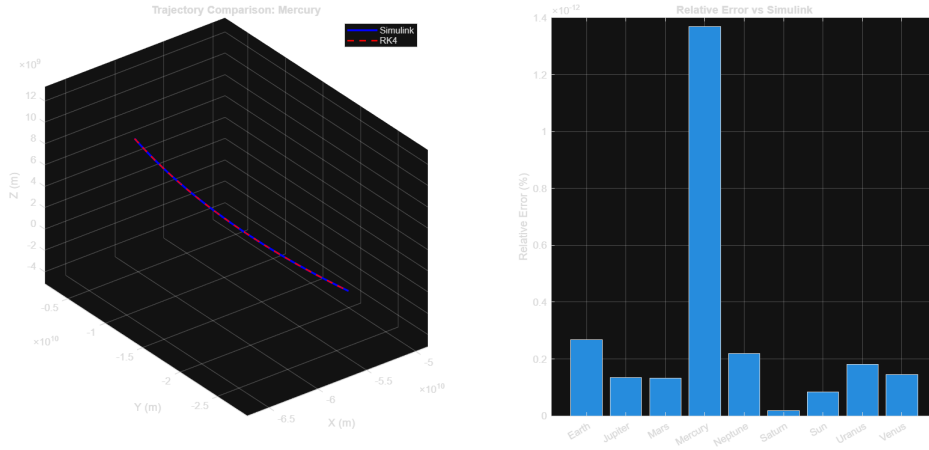 Trajectory Comparison: Mercury
Simulink
RK4
×10⁹
12
10
8
6
4
2
0
-2
-4
Z (m)
-0.5
-1
-1.5
-2
-2.5
×10¹⁰
Y (m)
-6.5
-6
-5.5
-5
×10¹⁰
X (m)
Relative Error vs Simulink
1.4 ×10⁻¹²
1.2
1
0.8
0.6
0.4
0.2
0
Relative Error (%)
Earth
Jupiter
Mars
Mercury
Neptune
Saturn
Sun
Uranus
Venus